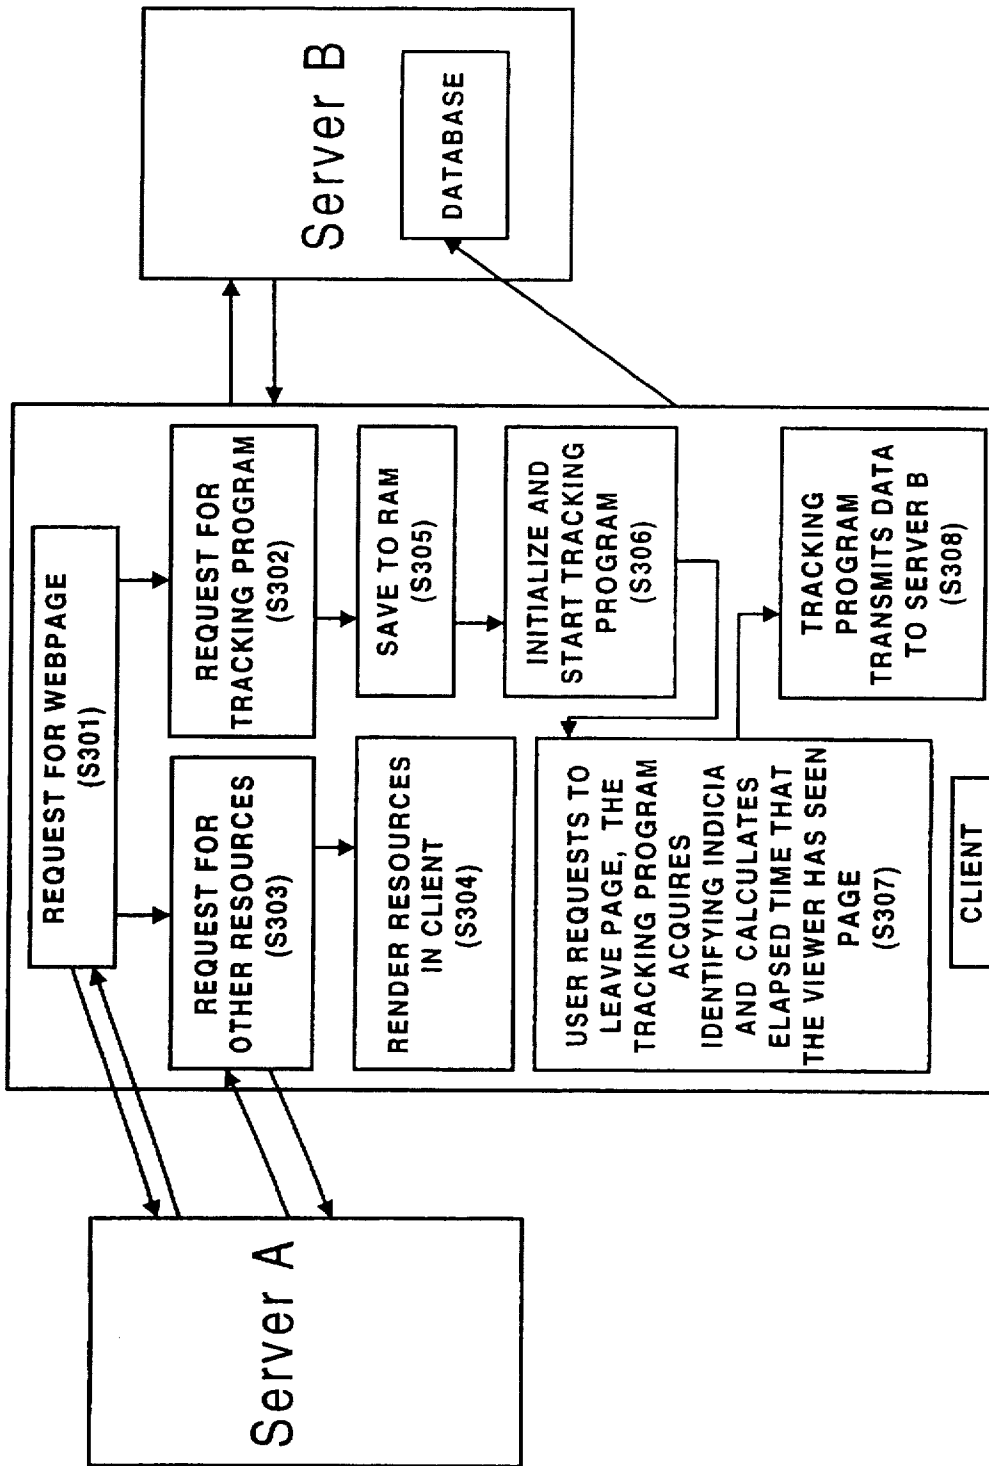 Server A
REQUEST FOR WEBPAGE
(S301)
REQUEST FOR
OTHER RESOURCES
(S303)
REQUEST FOR
TRACKING PROGRAM
(S302)
RENDER RESOURCES
IN CLIENT
(S304)
SAVE TO RAM
(S305)
INITIALIZE AND
START TRACKING
PROGRAM
(S306)
USER REQUESTS TO
LEAVE PAGE, THE
TRACKING PROGRAM
ACQUIRES
IDENTIFYING INDICIA
AND CALCULATES
ELAPSED TIME THAT
THE VIEWER HAS SEEN
PAGE
(S307)
TRACKING
PROGRAM
TRANSMITS DATA
TO SERVER B
(S308)
CLIENT
Server B
DATABASE